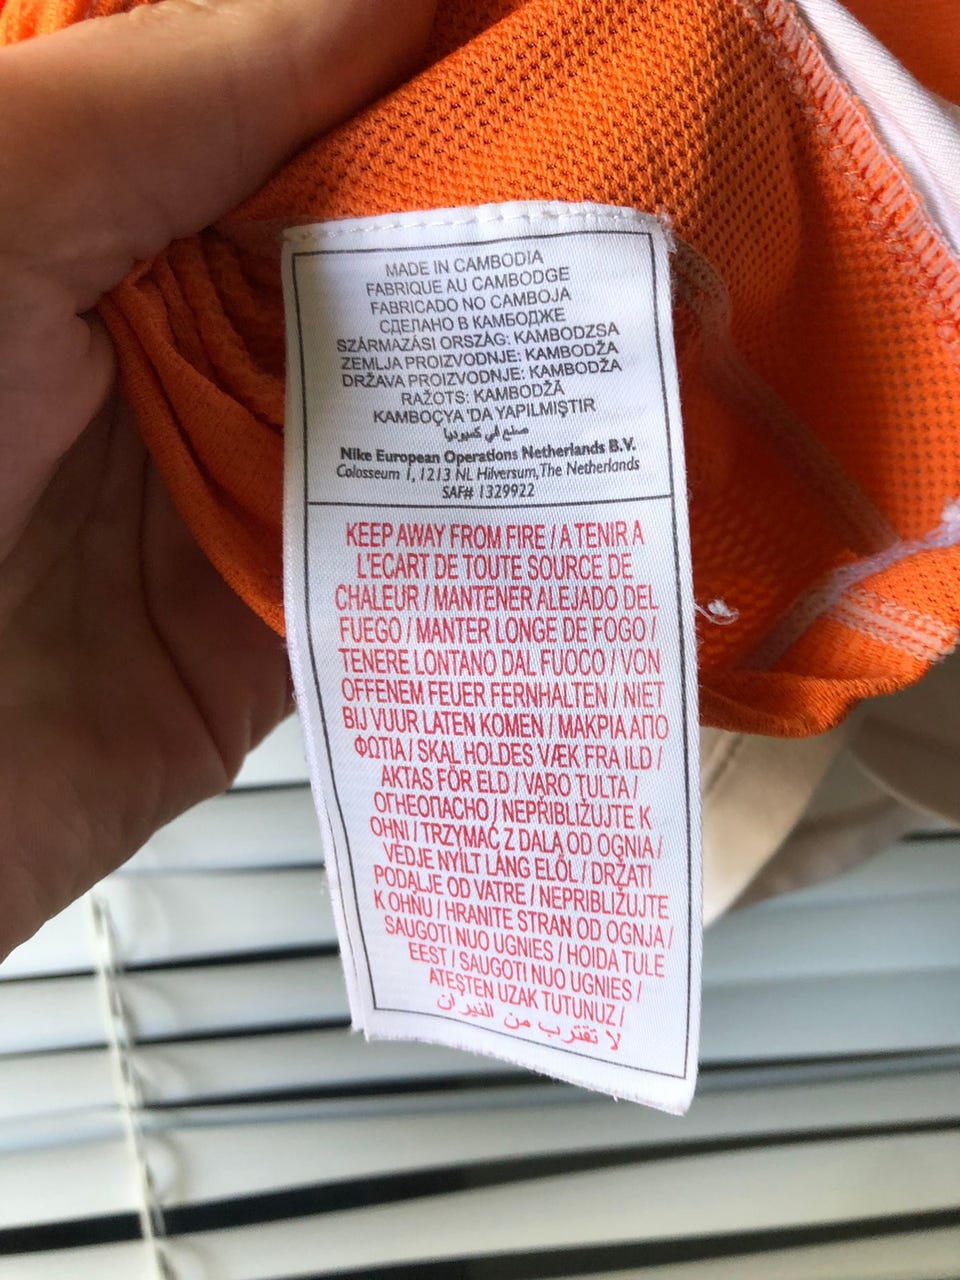 MADE IN CAMBODIA
FABRIQUE AU CAMBODGE
FABRICADO NO CAMBOJA
СДЕЛАНО В КАМБОДЖЕ
SZÁRMAZÁSI ORSZÁG: KAMBODZSA
ZEMLJA PROIZVODNJE: KAMBODŽA
DRŽAVA PROIZVODNJE: KAMBODŽA
RAŽOTS: KAMBODŽĀ
KAMBOÇYA 'DA YAPILMIŞTIR
صنع في كمبوديا
Nike European Operations Netherlands B.V.
Colosseum 1, 1213 NL Hilversum, The Netherlands
SAF# 1329922
KEEP AWAY FROM FIRE / A TENIR A
L'ECART DE TOUTE SOURCE DE
CHALEUR / MANTENER ALEJADO DEL
FUEGO / MANTER LONGE DE FOGO /
TENERE LONTANO DAL FUOCO / VON
OFFENEM FEUER FERNHALTEN / NIET
BIJ VUUR LATEN KOMEN / ΜΑΚΡΙΑ ΑΠΟ
ΦΩΤΙΑ / SKAL HOLDES VÆK FRA ILD /
AKTAS FÖR ELD / VARO TULTA /
ОГНЕОПАСНО / NEPŘIBLIŽUJTE K
OHNI / TRZYMAĆ Z DALA OD OGNIA /
VÉDJE NYÍLT LÁNG ELŐL / DRŽATI
PODALJE OD VATRE / NEPRIBLIŽUJTE
K OHŇU / HRANITE STRAN OD OGNJA /
SAUGOTI NUO UGNIES / HOIDA TULE
EEST / SAUGOTI NUO UGNIES /
ATEŞTEN UZAK TUTUNUZ /
لا تقترب من النيران